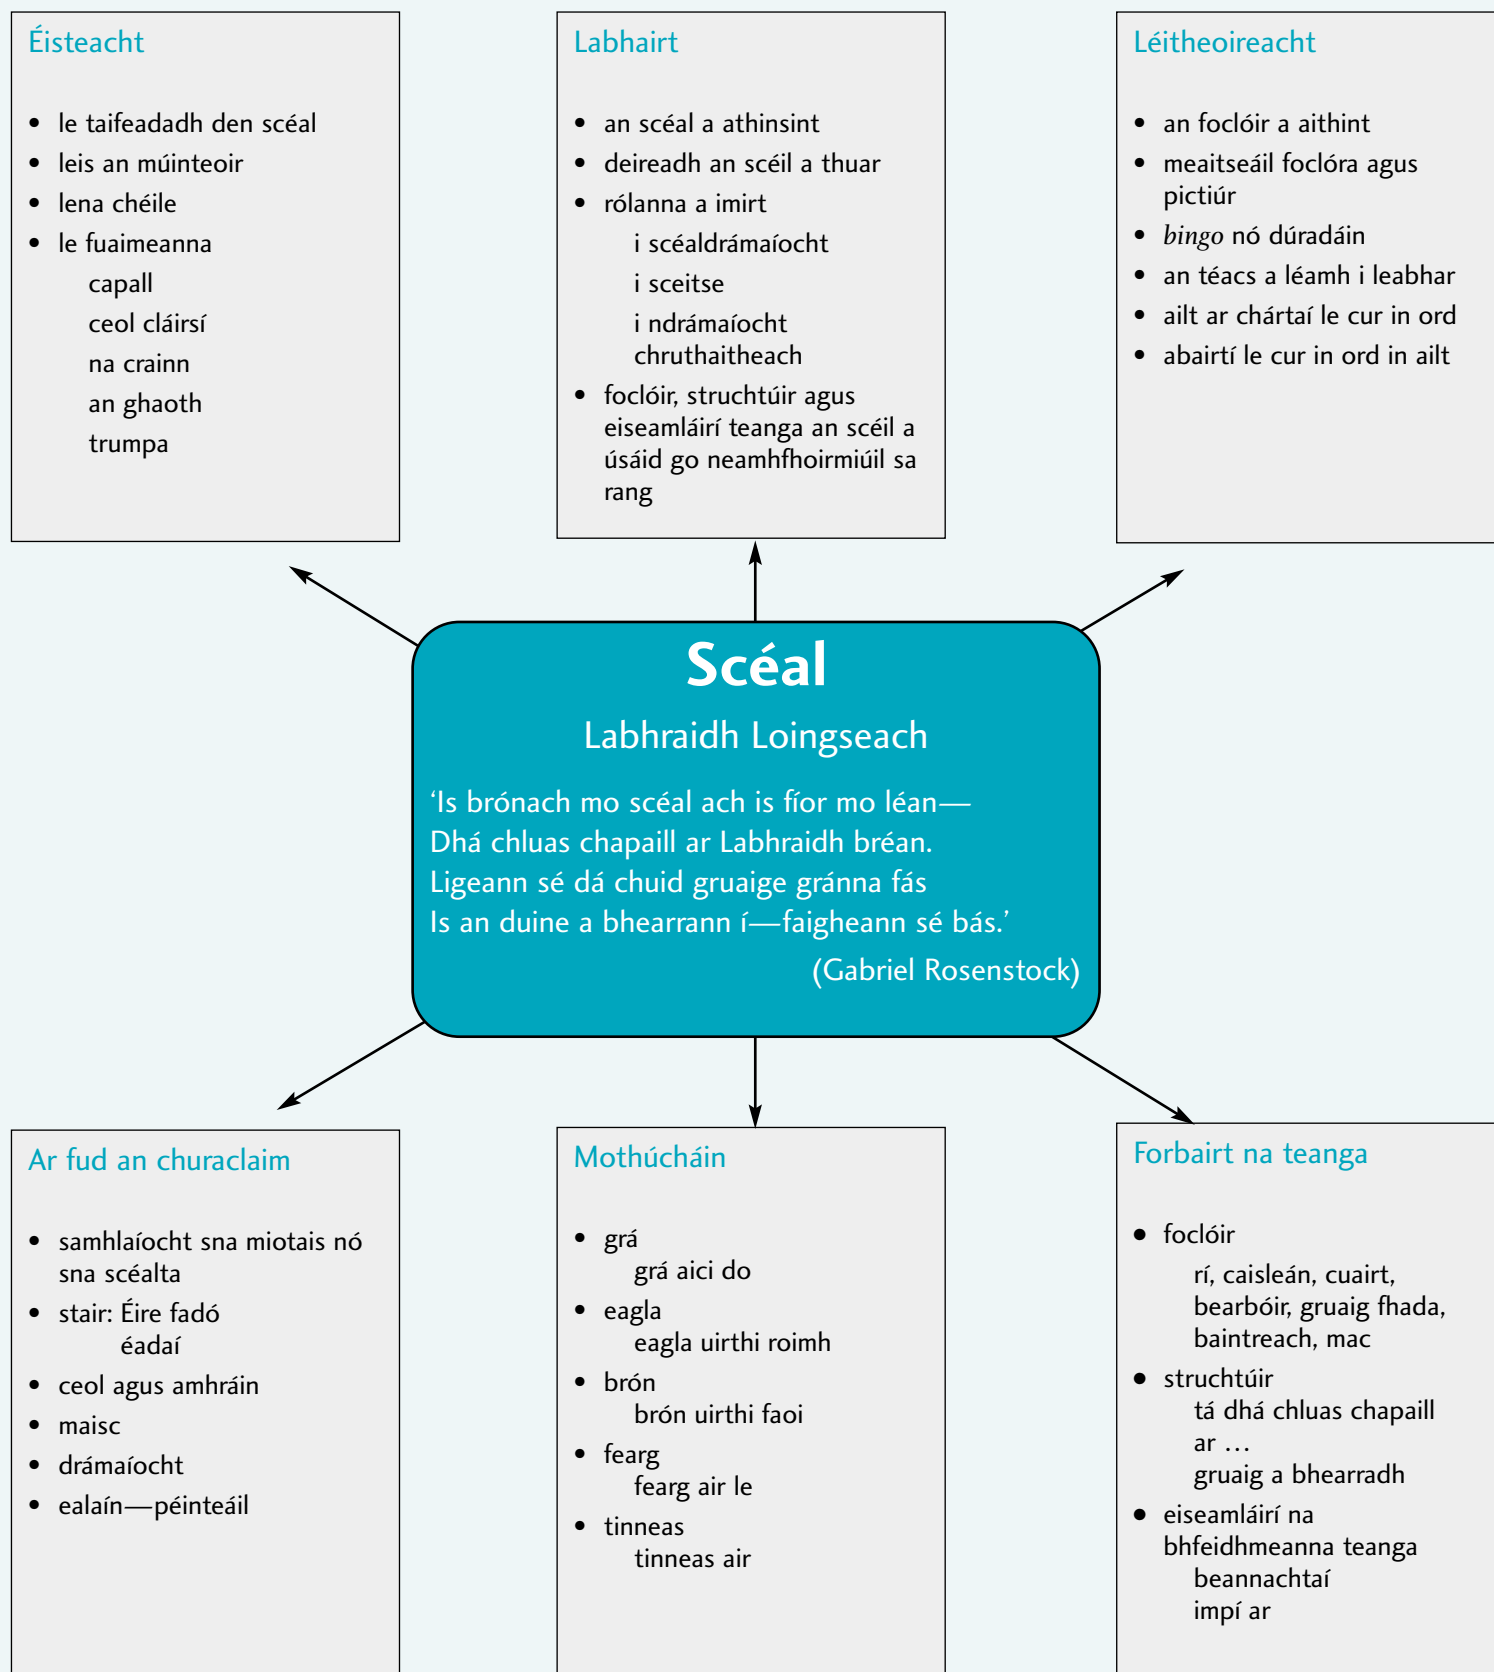 Éisteacht
• le taifeadadh den scéal
• leis an múinteoir
• lena chéile
• le fuaimeanna
capall
ceol cláirsí
na crainn
an ghaoth
trumpa
Labhairt
• an scéal a athinsint
• deireadh an scéil a thuar
• rólanna a imirt
i scéaldrámaíocht
i sceitse
i ndrámaíocht
chruthaitheach
• foclóir, struchtúir agus
eiseamláirí teanga an scéil a
úsáid go neamhfhoirmiúil sa
rang
Léitheoireacht
• an foclóir a aithint
• meaitseáil foclóra agus
pictiúr
• bingo nó dúradáin
• an téacs a léamh i leabhar
• ailt ar chártaí le cur in ord
• abairtí le cur in ord in ailt
Scéal
Labhraidh Loingseach
‘Is brónach mo scéal ach is fíor mo léan—
Dhá chluas chapaill ar Labhraidh bréan.
Ligeann sé dá chuid gruaige gránna fás
Is an duine a bhearrann í—faigheann sé bás.’
(Gabriel Rosenstock)
Ar fud an churaclaim
• samhlaíocht sna miotais nó
sna scéalta
• stair: Éire fadó
éadaí
• ceol agus amhráin
• maisc
• drámaíocht
• ealaín—péinteáil
Mothúcháin
• grá
grá aici do
• eagla
eagla uirthi roimh
• brón
brón uirthi faoi
• fearg
fearg air le
• tinneas
tinneas air
Forbairt na teanga
• foclóir
rí, caisleán, cuairt,
bearbóir, gruaig fhada,
baintreach, mac
• struchtúir
tá dhá chluas chapaill
ar …
gruaig a bhearradh
• eiseamláirí na
bhfeidhmeanna teanga
beannachtaí
impí ar